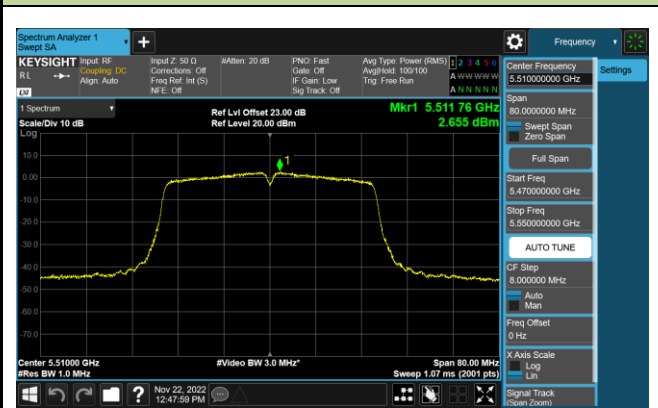 Spectrum Analyzer 1
Swept SA
Frequency
KEYSIGHT
RL
LXI
Input: RF
Coupling: DC
Align: Auto
Input Z: 50 Ω
Corrections: Off
Freq Ref: Int (S)
NFE: Off
#Atten: 20 dB
PNO: Fast
Gate: Off
IF Gain: Low
Sig Track: Off
Avg Type: Power (RMS)
Avg|Hold: 100/100
Trig: Free Run
1 2 3 4 5 6
A W W W W W
A N N N N N
1 Spectrum
Scale/Div 10 dB
Log
Ref Lvl Offset 23.00 dB
Ref Level 20.00 dBm
Mkr1 5.511 76 GHz
2.655 dBm
1
10.0
0.00
-10.0
-20.0
-30.0
-40.0
-50.0
-60.0
-70.0
Center 5.51000 GHz
#Res BW 1.0 MHz
#Video BW 3.0 MHz*
Span 80.00 MHz
Sweep 1.07 ms (2001 pts)
Center Frequency
5.510000000 GHz
Settings
Span
80.0000000 MHz
Swept Span
Zero Span
Full Span
Start Freq
5.470000000 GHz
Stop Freq
5.550000000 GHz
AUTO TUNE
CF Step
8.000000 MHz
Auto
Man
Freq Offset
0 Hz
X Axis Scale
Log
Lin
Signal Track
(Span Zoom)
Nov 22, 2022
12:47:59 PM